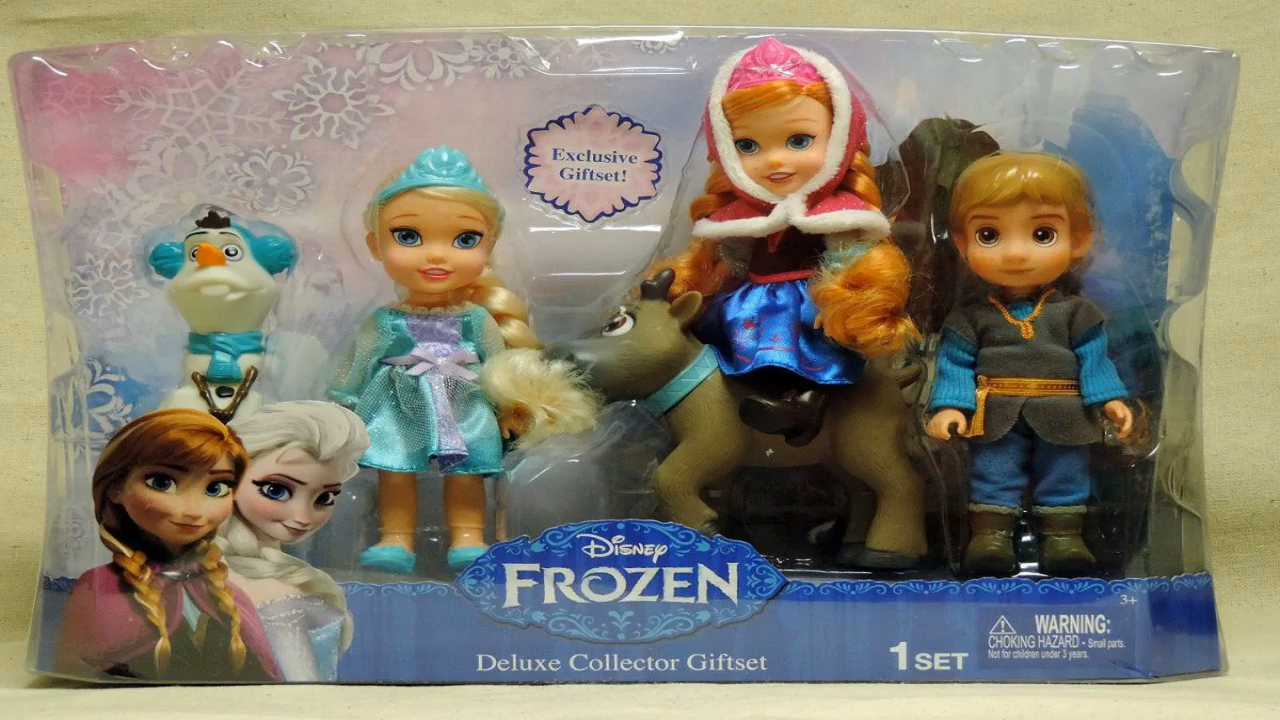 Exclusive
Giftset!
Disney
FROZEN
Deluxe Collector Giftset
1 SET
3+
WARNING:
CHOKING HAZARD - Small parts.
Not for children under 3 years.